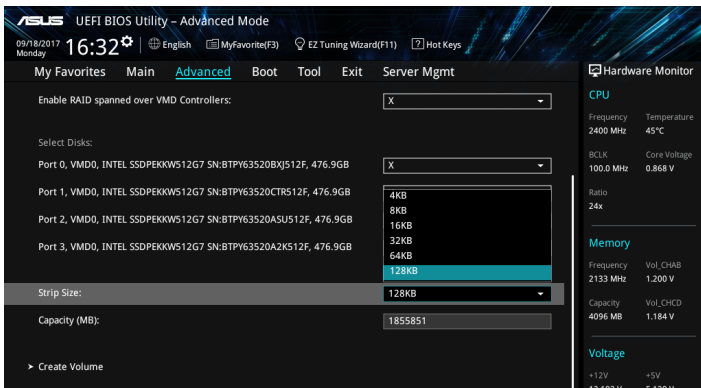 ASUS UEFI BIOS Utility – Advanced Mode
09/18/2017 Monday 16:32 English MyFavorite(F3) EZ Tuning Wizard(F11) ? Hot Keys
My Favorites Main Advanced Boot Tool Exit Server Mgmt
Enable RAID spanned over VMD Controllers: X
Select Disks:
Port 0, VMD0, INTEL SSDPEKKW512G7 SN:BTPY63520BXJ512F, 476.9GB X
Port 1, VMD0, INTEL SSDPEKKW512G7 SN:BTPY63520CTR512F, 476.9GB
Port 2, VMD0, INTEL SSDPEKKW512G7 SN:BTPY63520ASU512F, 476.9GB
Port 3, VMD0, INTEL SSDPEKKW512G7 SN:BTPY63520A2K512F, 476.9GB
4KB
8KB
16KB
32KB
64KB
128KB
Strip Size: 128KB
Capacity (MB): 1855851
> Create Volume
Hardware Monitor
CPU
Frequency Temperature
2400 MHz 45°C
BCLK Core Voltage
100.0 MHz 0.868 V
Ratio
24x
Memory
Frequency Vol_CHAB
2133 MHz 1.200 V
Capacity Vol_CHCD
4096 MB 1.184 V
Voltage
+12V +5V